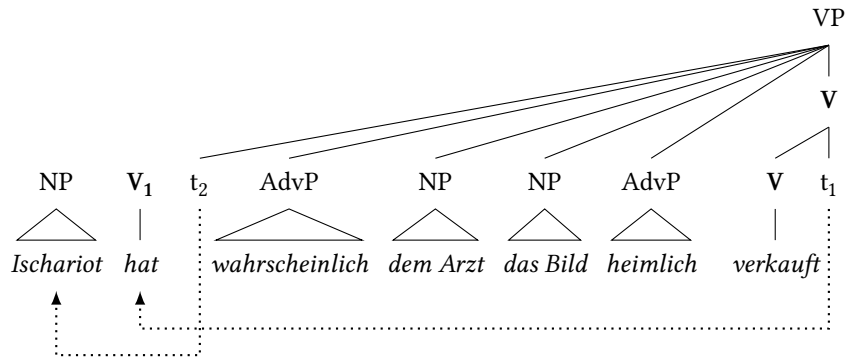 VP
V
NP V₁ t₂ AdvP NP NP AdvP V t₁
Ischariot hat wahrscheinlich dem Arzt das Bild heimlich verkauft